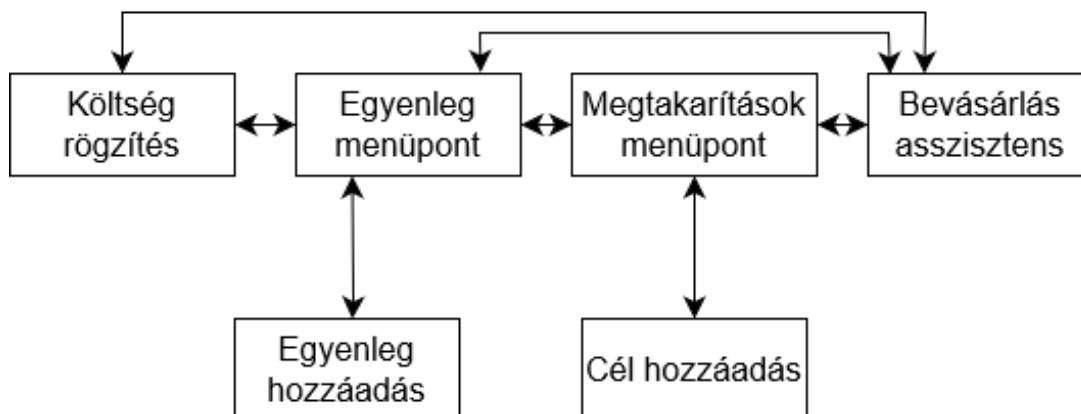 Költség
rögzítés
Egyenleg
menüpont
Megtakarítások
menüpont
Bevásárlás
asszisztens
Egyenleg
hozzáadás
Cél hozzáadás